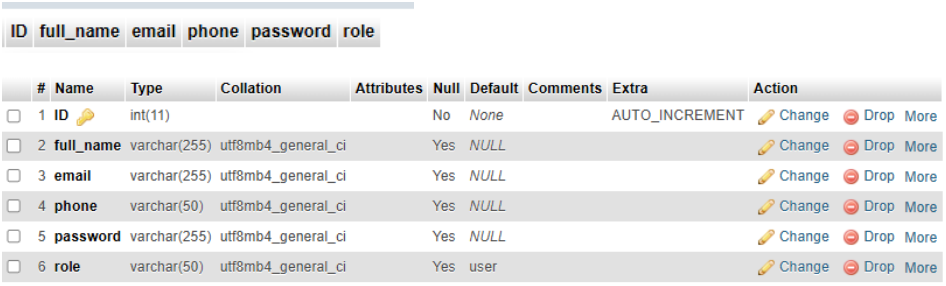 ID full_name email phone password role
# Name Type Collation Attributes Null Default Comments Extra Action
1 ID int(11) No None AUTO_INCREMENT Change Drop More
2 full_name varchar(255) utf8mb4_general_ci Yes NULL Change Drop More
3 email varchar(255) utf8mb4_general_ci Yes NULL Change Drop More
4 phone varchar(50) utf8mb4_general_ci Yes NULL Change Drop More
5 password varchar(255) utf8mb4_general_ci Yes NULL Change Drop More
6 role varchar(50) utf8mb4_general_ci Yes user Change Drop More